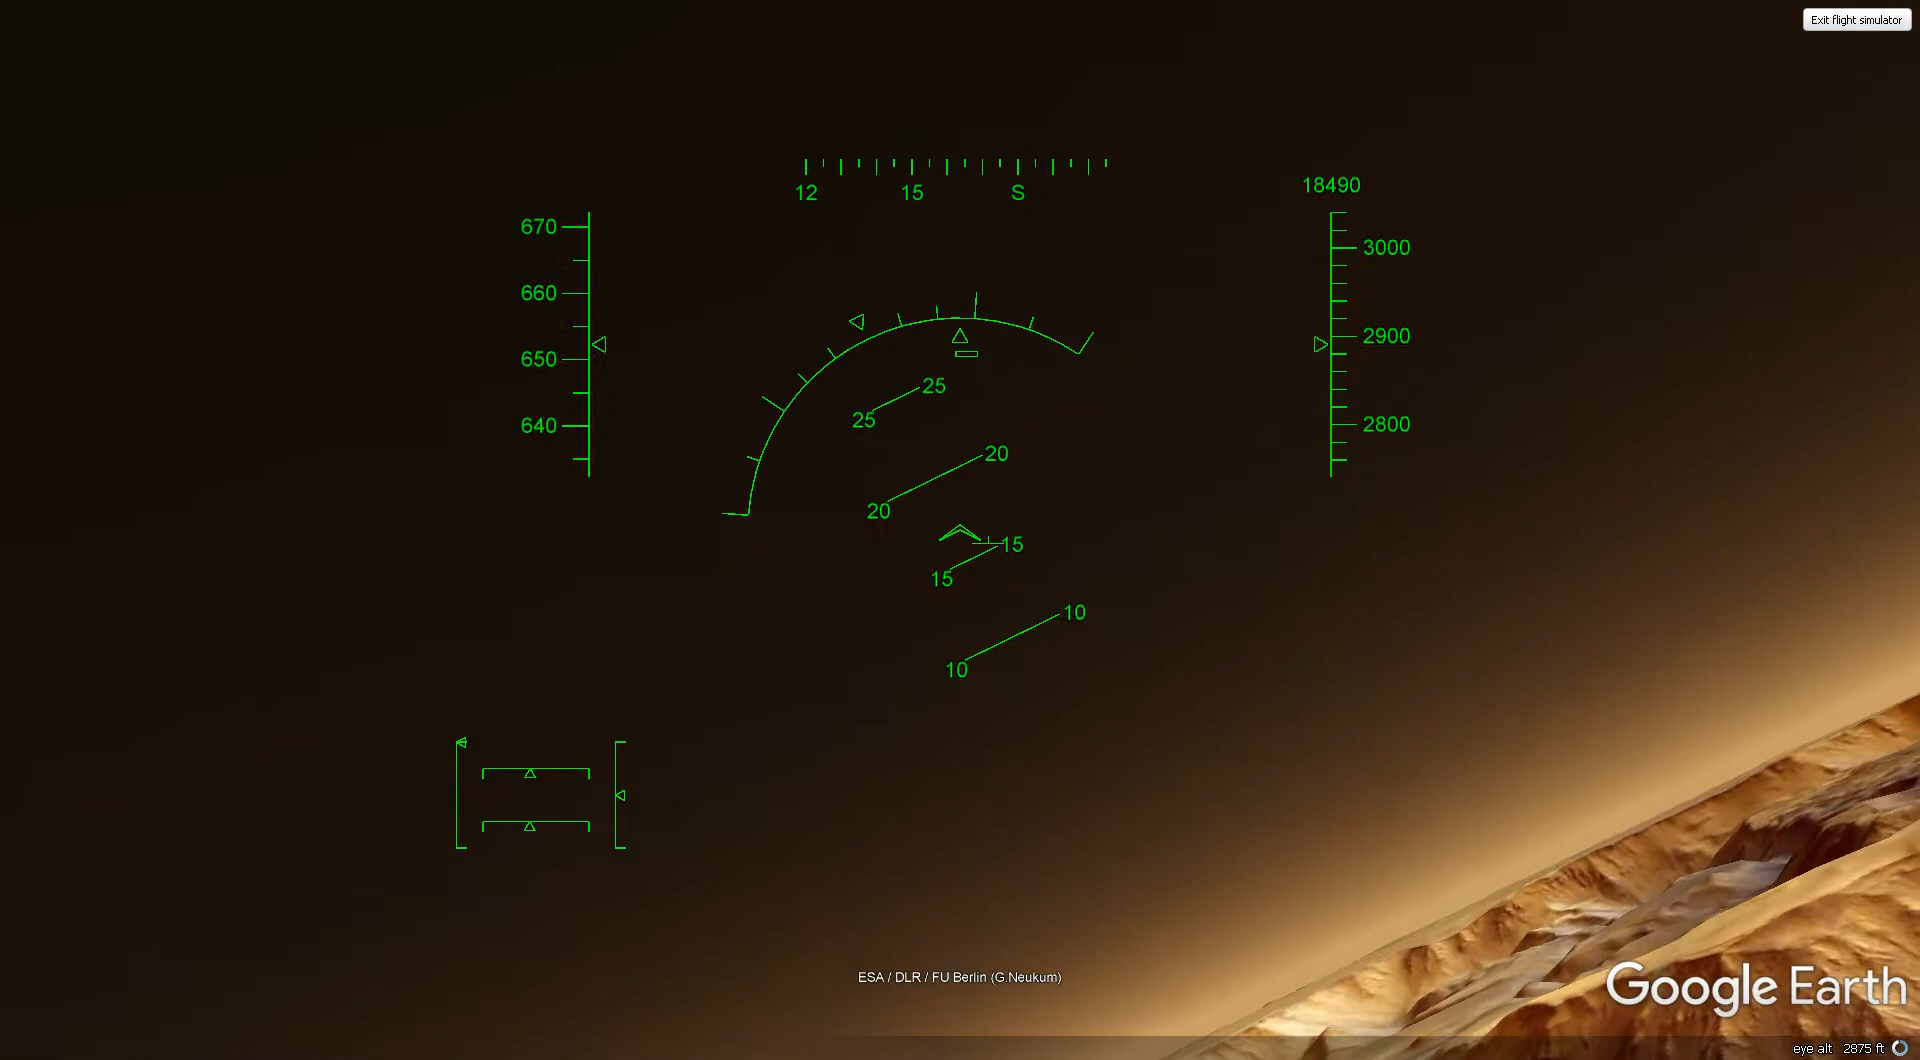 Exit flight simulator
12 15 S
18490
670
660
650
640
3000
2900
2800
25 25
20 20
15 15
10 10
ESA / DLR / FU Berlin (G.Neukum)
Google Earth
eye alt 2875 ft